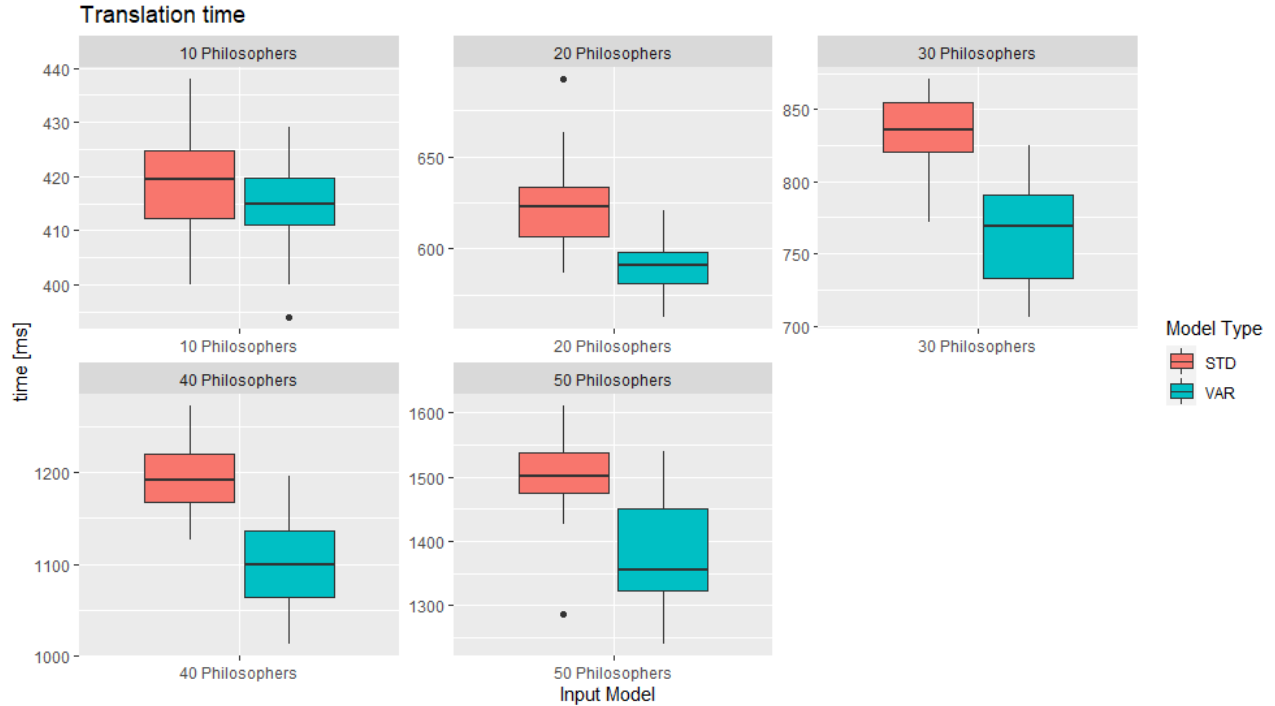 Translation time
10 Philosophers
20 Philosophers
30 Philosophers
440
430
420
410
400
650
600
850
800
750
700
10 Philosophers
20 Philosophers
30 Philosophers
time [ms]
40 Philosophers
50 Philosophers
1200
1100
1000
1600
1500
1400
1300
40 Philosophers
50 Philosophers
Input Model
Model Type
STD
VAR